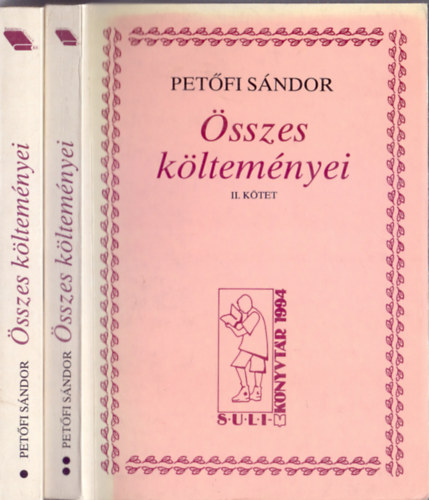 ● PETŐFI SÁNDOR Összes költeményei
●● PETŐFI SÁNDOR Összes költeményei
PETŐFI SÁNDOR
Összes
költeményei
II. KÖTET
S·U·L·I-
KÖNYVTÁR 1994